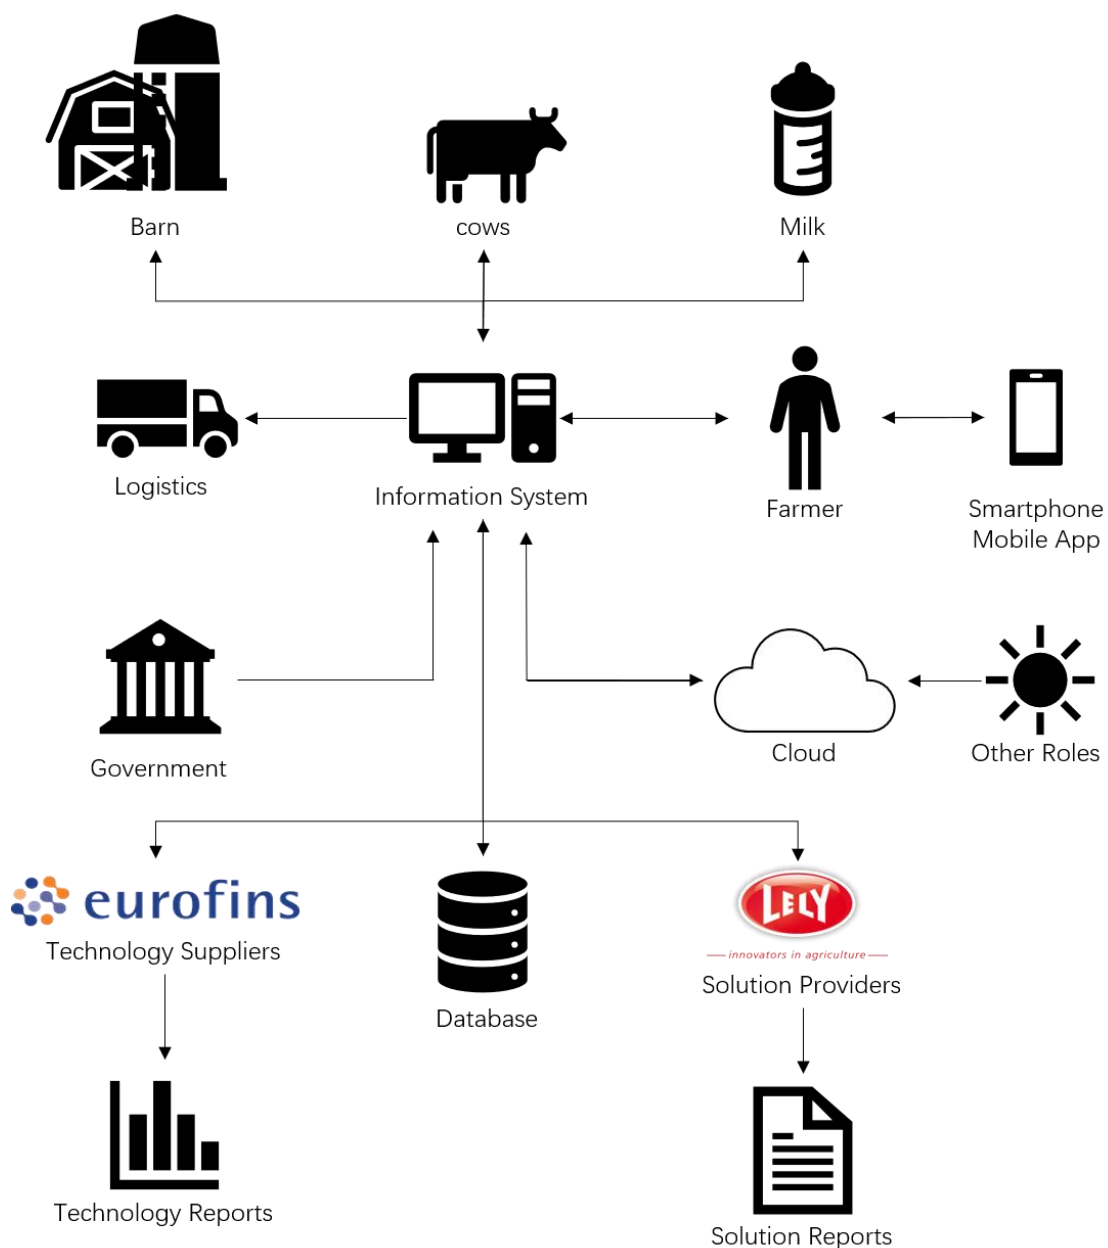 Barn
cows
Milk
Logistics
Information System
Farmer
Smartphone
Mobile App
Government
Cloud
Other Roles
eurofins
Technology Suppliers
LELY
innovators in agriculture
Solution Providers
Database
Technology Reports
Solution Reports